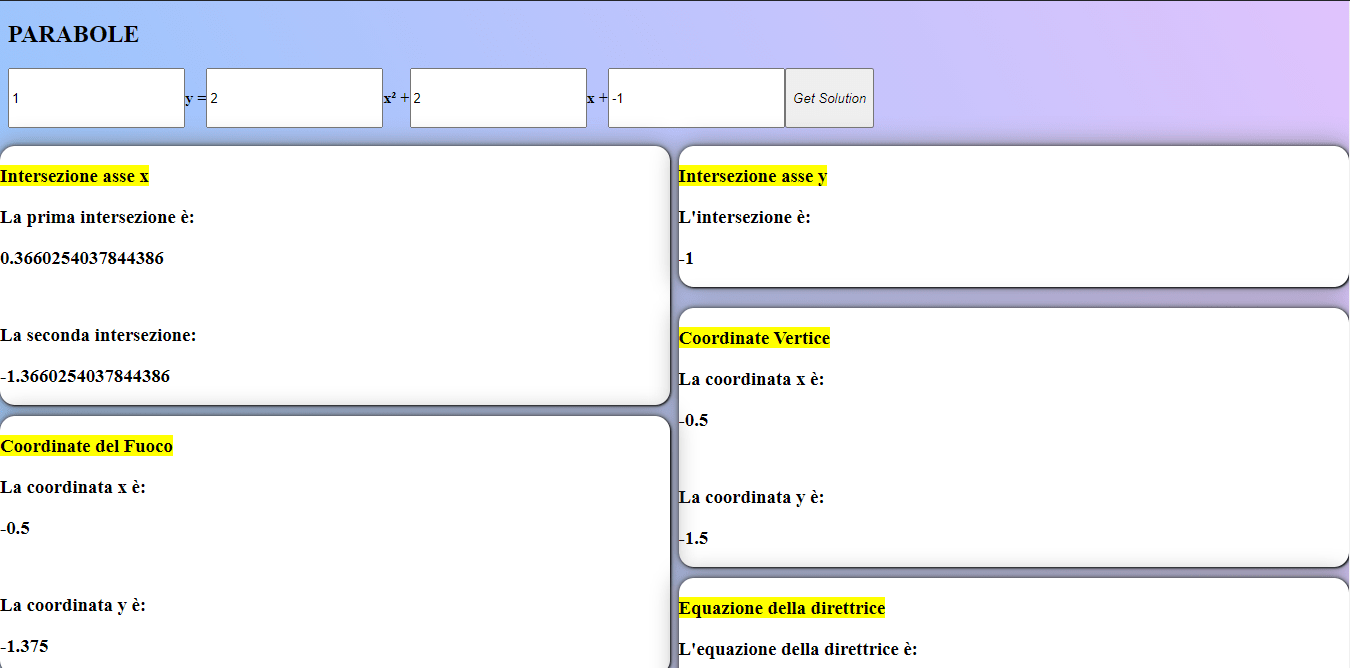 PARABOLE
1 y = 2 x² + 2 x + -1 Get Solution
Intersezione asse x
La prima intersezione è:
0.3660254037844386
La seconda intersezione:
-1.3660254037844386
Coordinate del Fuoco
La coordinata x è:
-0.5
La coordinata y è:
-1.375
Intersezione asse y
L'intersezione è:
-1
Coordinate Vertice
La coordinata x è:
-0.5
La coordinata y è:
-1.5
Equazione della direttrice
L'equazione della direttrice è: